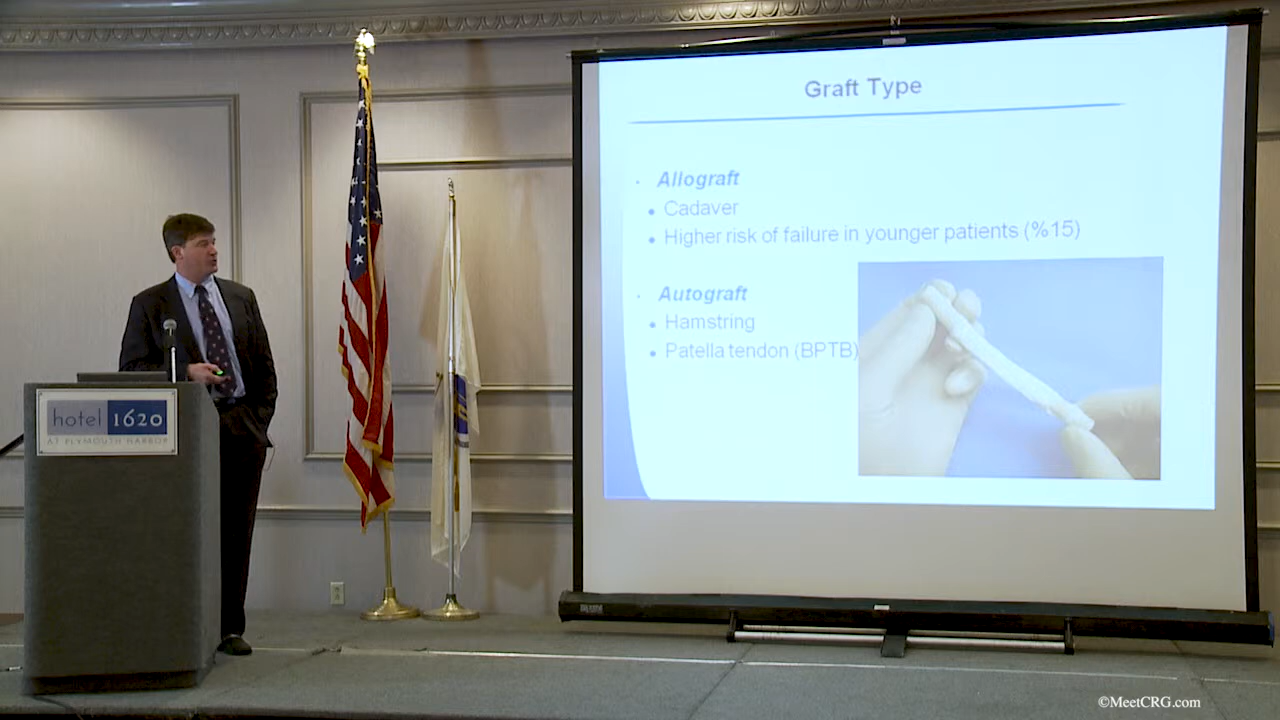 Graft Type
Allograft
Cadaver
Higher risk of failure in younger patients (%15)
Autograft
Hamstring
Patella tendon (BPTB)
hotel 1620
AT PLYMOUTH HARBOR
©MeetCRG.com